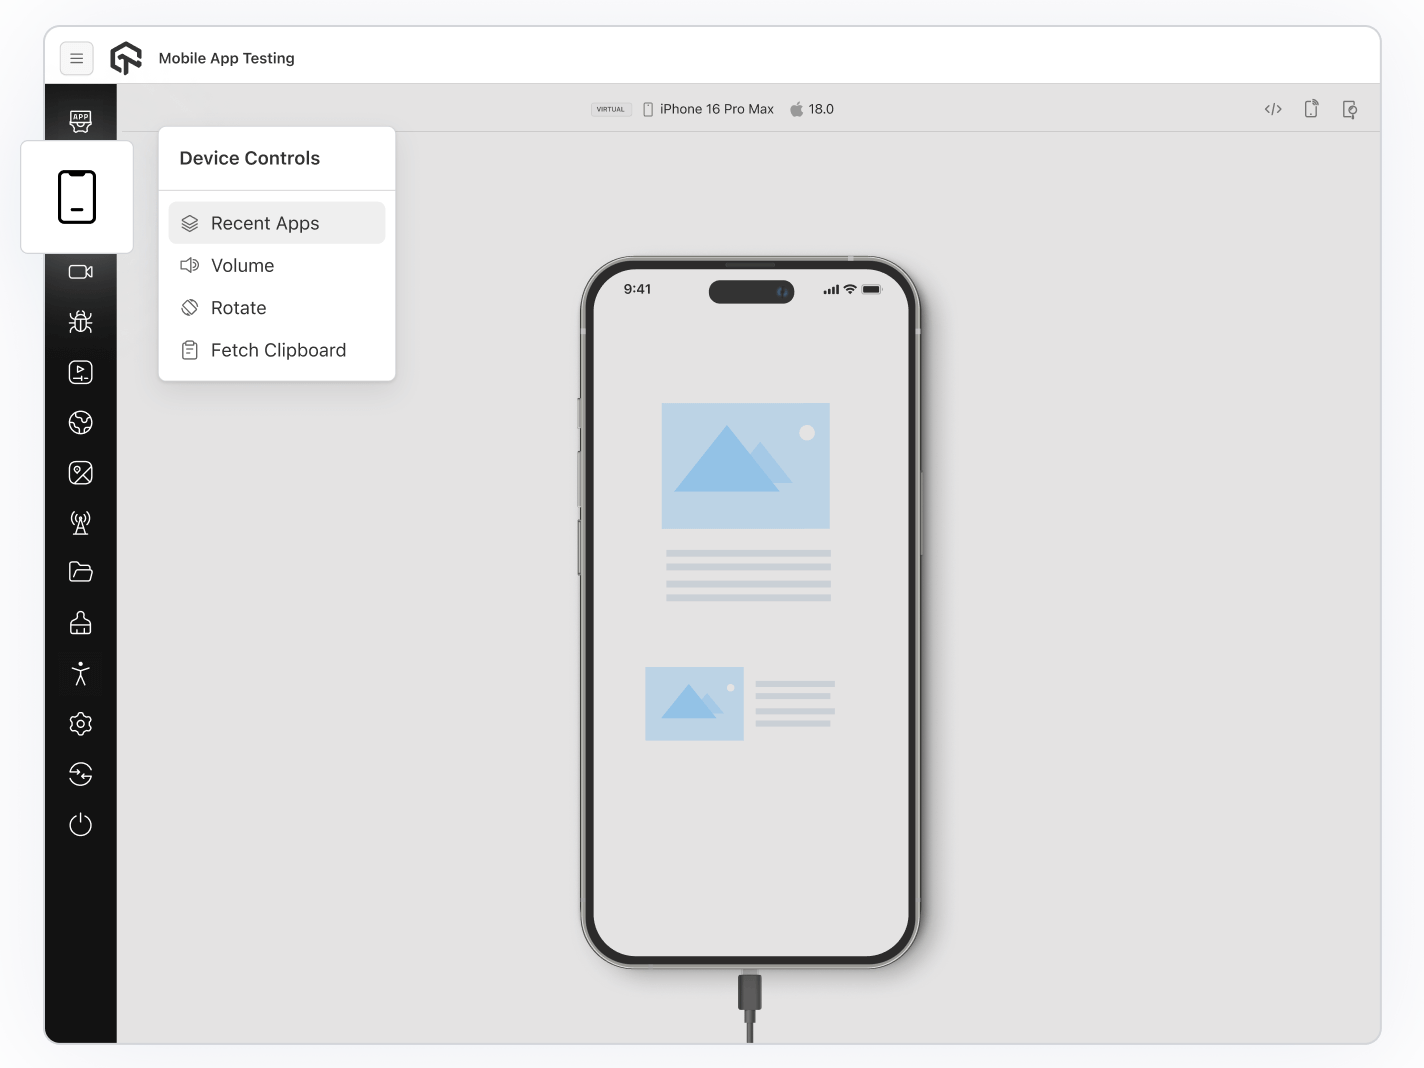 Mobile App Testing
APP
VIRTUAL iPhone 16 Pro Max 18.0
Device Controls
Recent Apps
Volume
Rotate
Fetch Clipboard
9:41